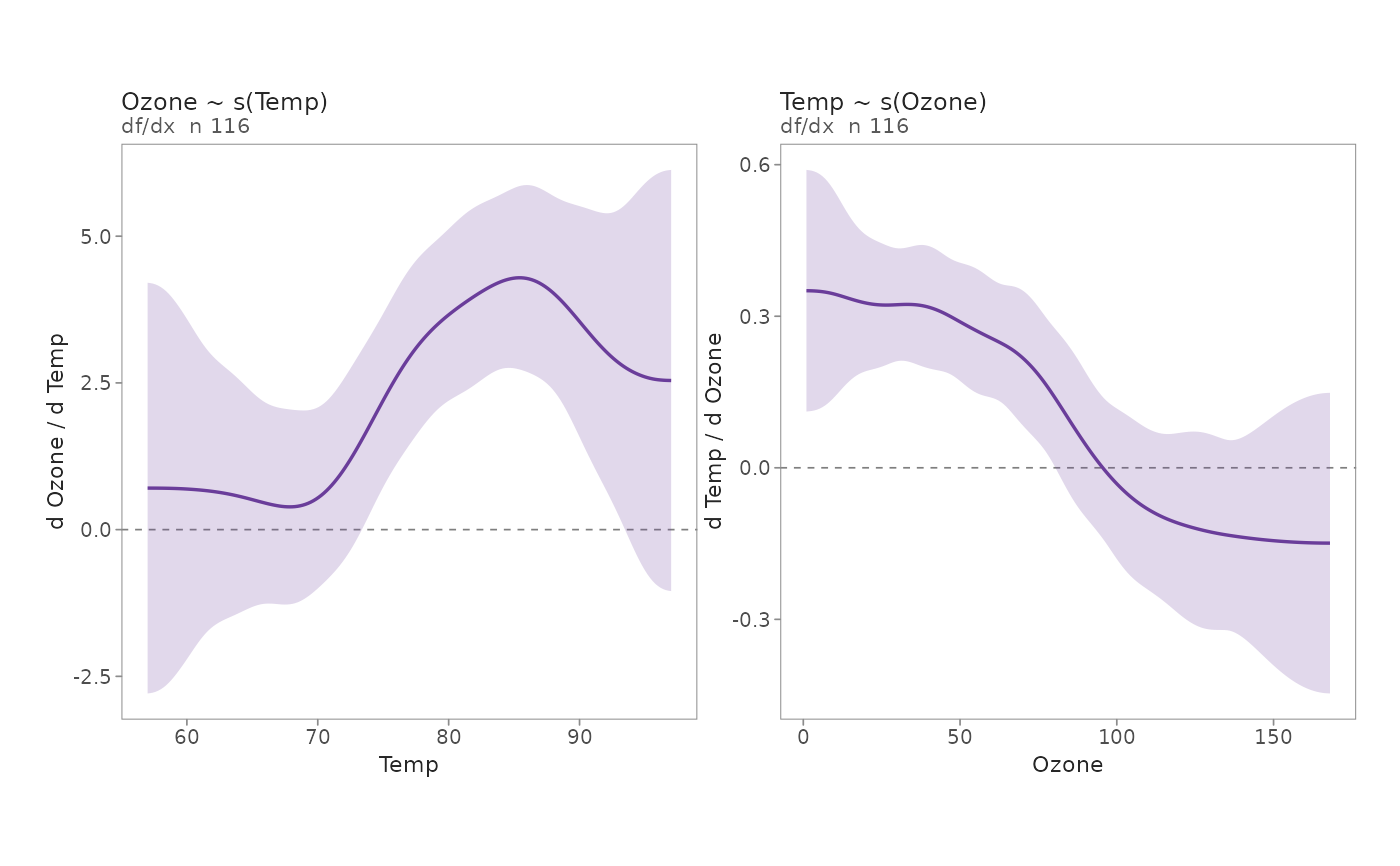 Ozone ~ s(Temp)
df/dx  n 116
d Ozone / d Temp
5.0
2.5
0.0
-2.5
60 70 80 90
Temp
Temp ~ s(Ozone)
df/dx  n 116
d Temp / d Ozone
0.6
0.3
0.0
-0.3
0 50 100 150
Ozone